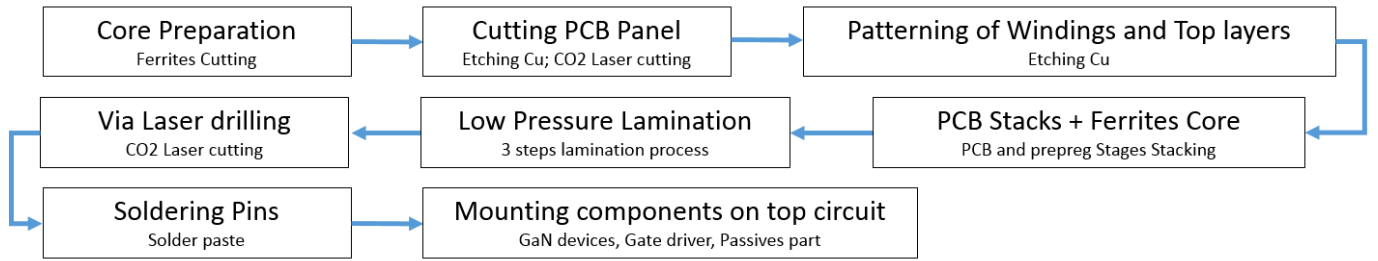 Core Preparation
Ferrites Cutting
Cutting PCB Panel
Etching Cu; CO2 Laser cutting
Patterning of Windings and Top layers
Etching Cu
PCB Stacks + Ferrites Core
PCB and prepreg Stages Stacking
Low Pressure Lamination
3 steps lamination process
Via Laser drilling
CO2 Laser cutting
Soldering Pins
Solder paste
Mounting components on top circuit
GaN devices, Gate driver, Passives part